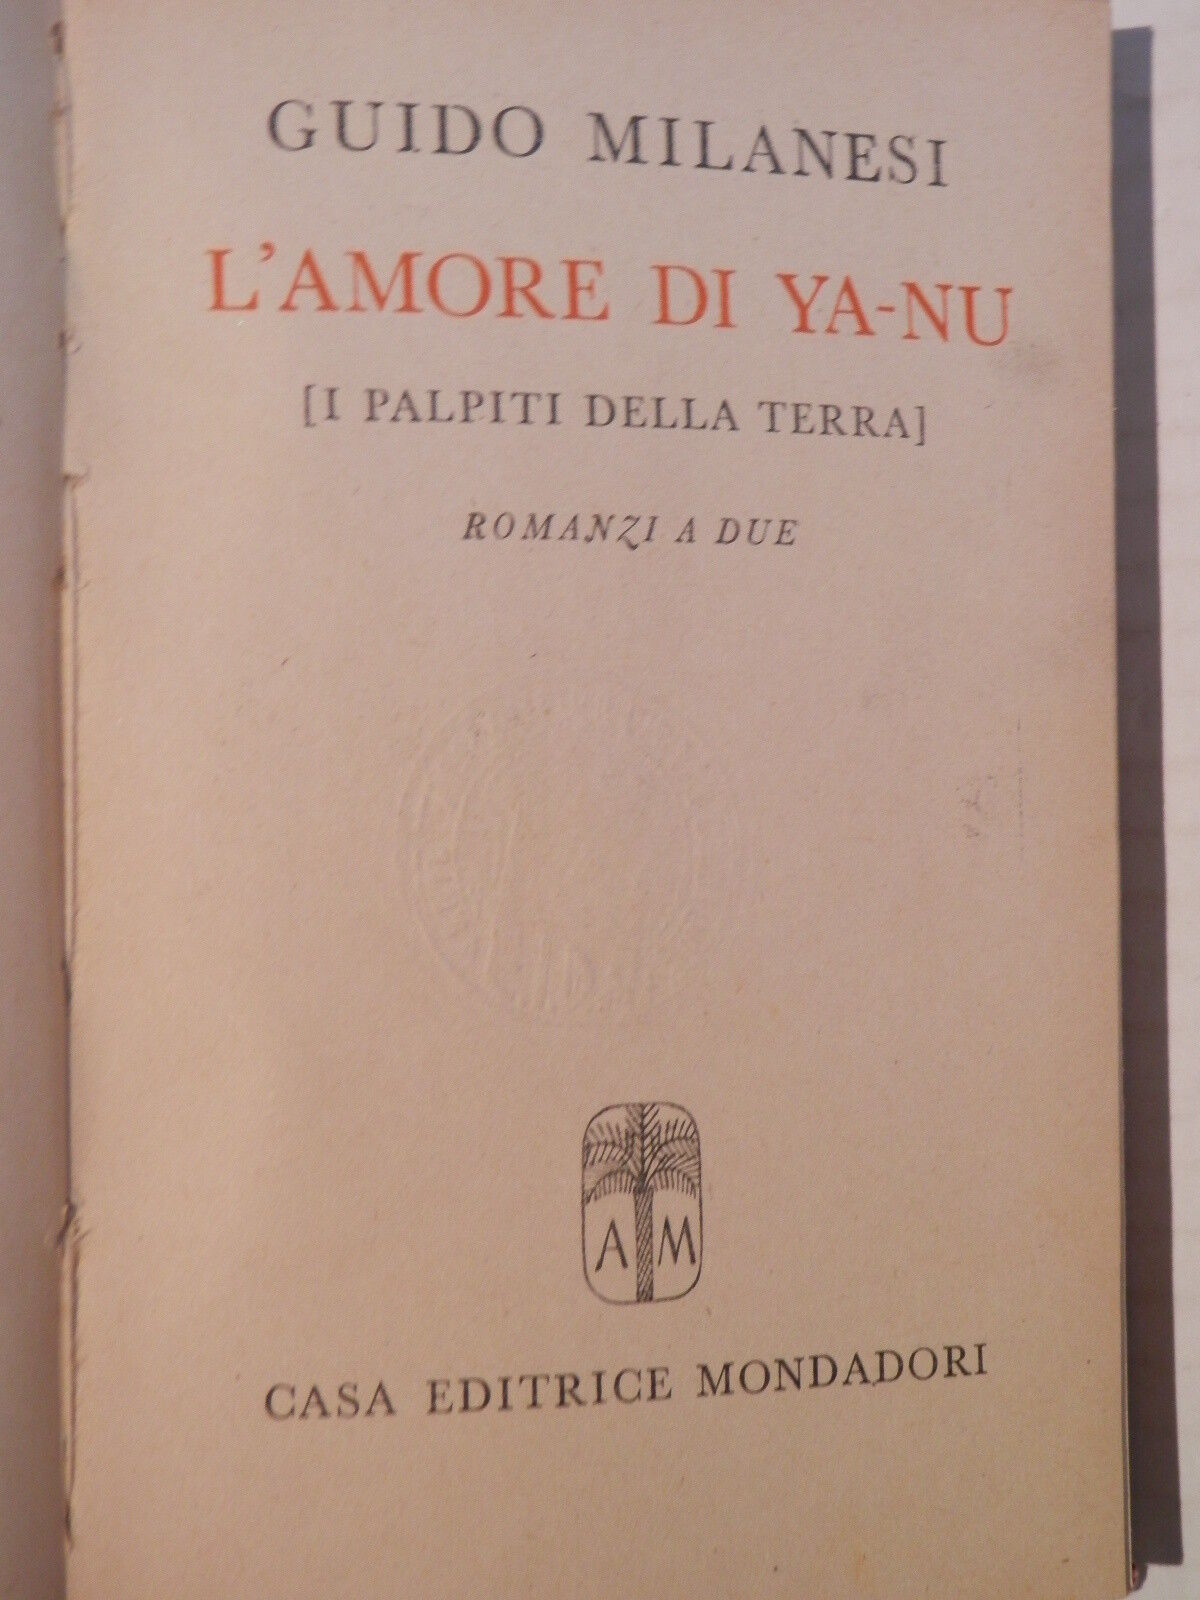 GUIDO MILANESI
L'AMORE DI YA-NU
[I PALPITI DELLA TERRA]
ROMANZI A DUE
A M
CASA EDITRICE MONDADORI